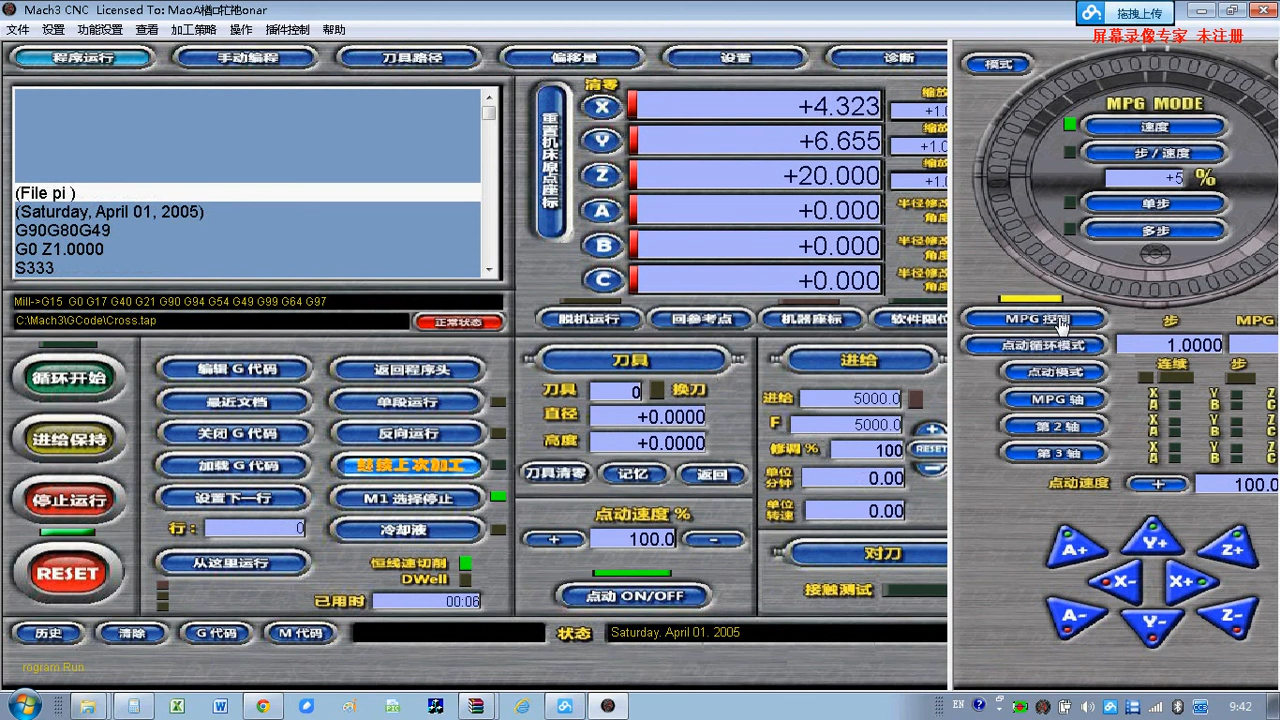 Mach3 CNC Licensed To: MaoA
拖拽上传
文件 设置 功能设置 查看 加工策略 操作 插件控制 帮助
屏幕录像专家 未注册
程序运行 手动编程 刀具路径 偏移量 设置 诊断
模式
清零
MPG MODE
重置机床原点坐标
X +4.323
+1.0
速度
Y +6.655
+1.0
步/速度
Z +20.000
+1.0
+5 %
(File pi )
(Saturday, April 01, 2005)
A +0.000
单步
G90G80G49
B +0.000
多步
G0 Z1.0000
S333
C +0.000
Mill->G15 G0 G17 G40 G21 G90 G94 G54 G49 G99 G64 G97
C:\Mach3\GCode\Cross.tap
正常状态
脱机运行 回参考点 机器坐标 软件限位
MPG 控制 步 MPG
点动循环模式 1.0000
循环开始
编辑 G 代码 返回程序头
刀具 进给
点动模式 连续 步
最近文档 单段运行
刀具 0 换刀
进给 5000.0
MPG 轴
X Y Z
A B C
进给保持
关闭 G 代码 反向运行
直径 +0.0000
F 5000.0
第 2 轴
X Y Z
A B C
加载 G 代码
高度 +0.0000
修调 % 100 RESET
第 3 轴
X Y Z
A B C
停止运行
设置下一行 M1 选择停止
刀具清零 记忆 返回
单位
分钟 0.00
点动速度 + 100.0
行: 0 冷却液
点动速度 %
单位
转速 0.00
+ 100.0 -
RESET
从这里运行
恒线速切削
DWell
对刀
A+ Y+ Z+
X- X+
已用时 00:06
点动 ON/OFF
接触测试
A- Y- Z-
历史 清除 G 代码 M 代码
状态 Saturday. April 01. 2005
rogram Run
EN 9:42